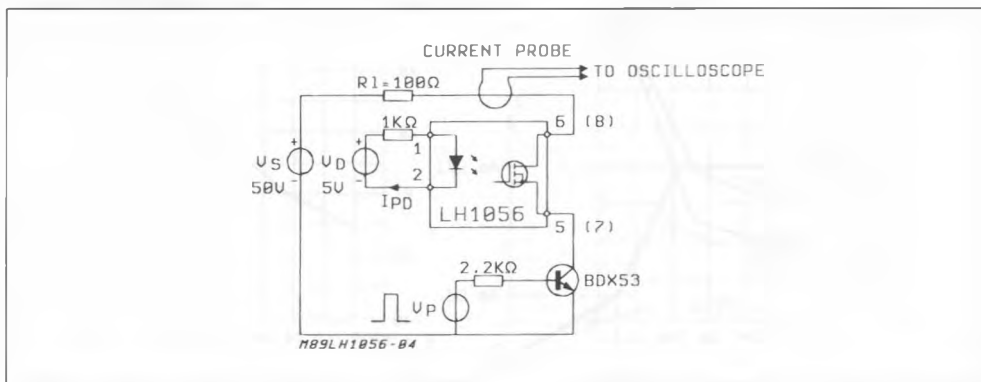 CURRENT PROBE
TO OSCILLOSCOPE
Rl=100Ω
1KΩ
6 (8)
1
+
+
VS
VD
2
-
-
50V
5V
IPD
LH1056
5 (7)
2.2KΩ
BDX53
VP
M89LH1056-04